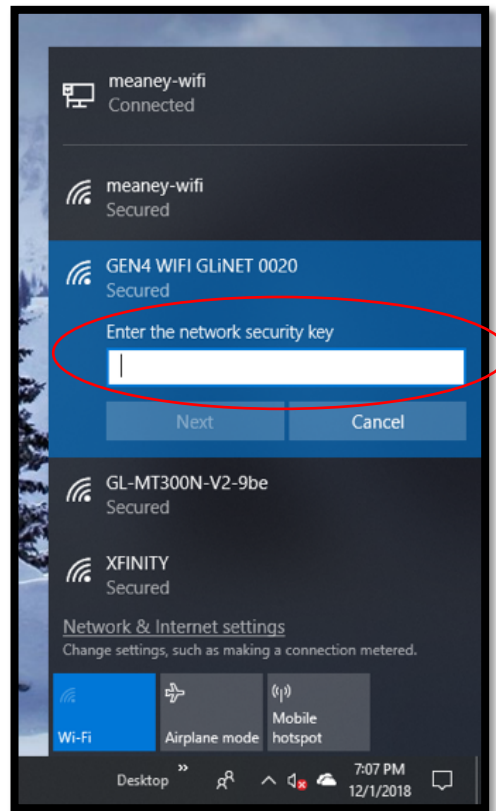 meaney-wifi
Connected
meaney-wifi
Secured
GEN4 WIFI GLiNET 0020
Secured
Enter the network security key
Next
Cancel
GL-MT300N-V2-9be
Secured
XFINITY
Secured
Network & Internet settings
Change settings, such as making a connection metered.
Wi-Fi
Airplane mode
Mobile
hotspot
Desktop
7:07 PM
12/1/2018